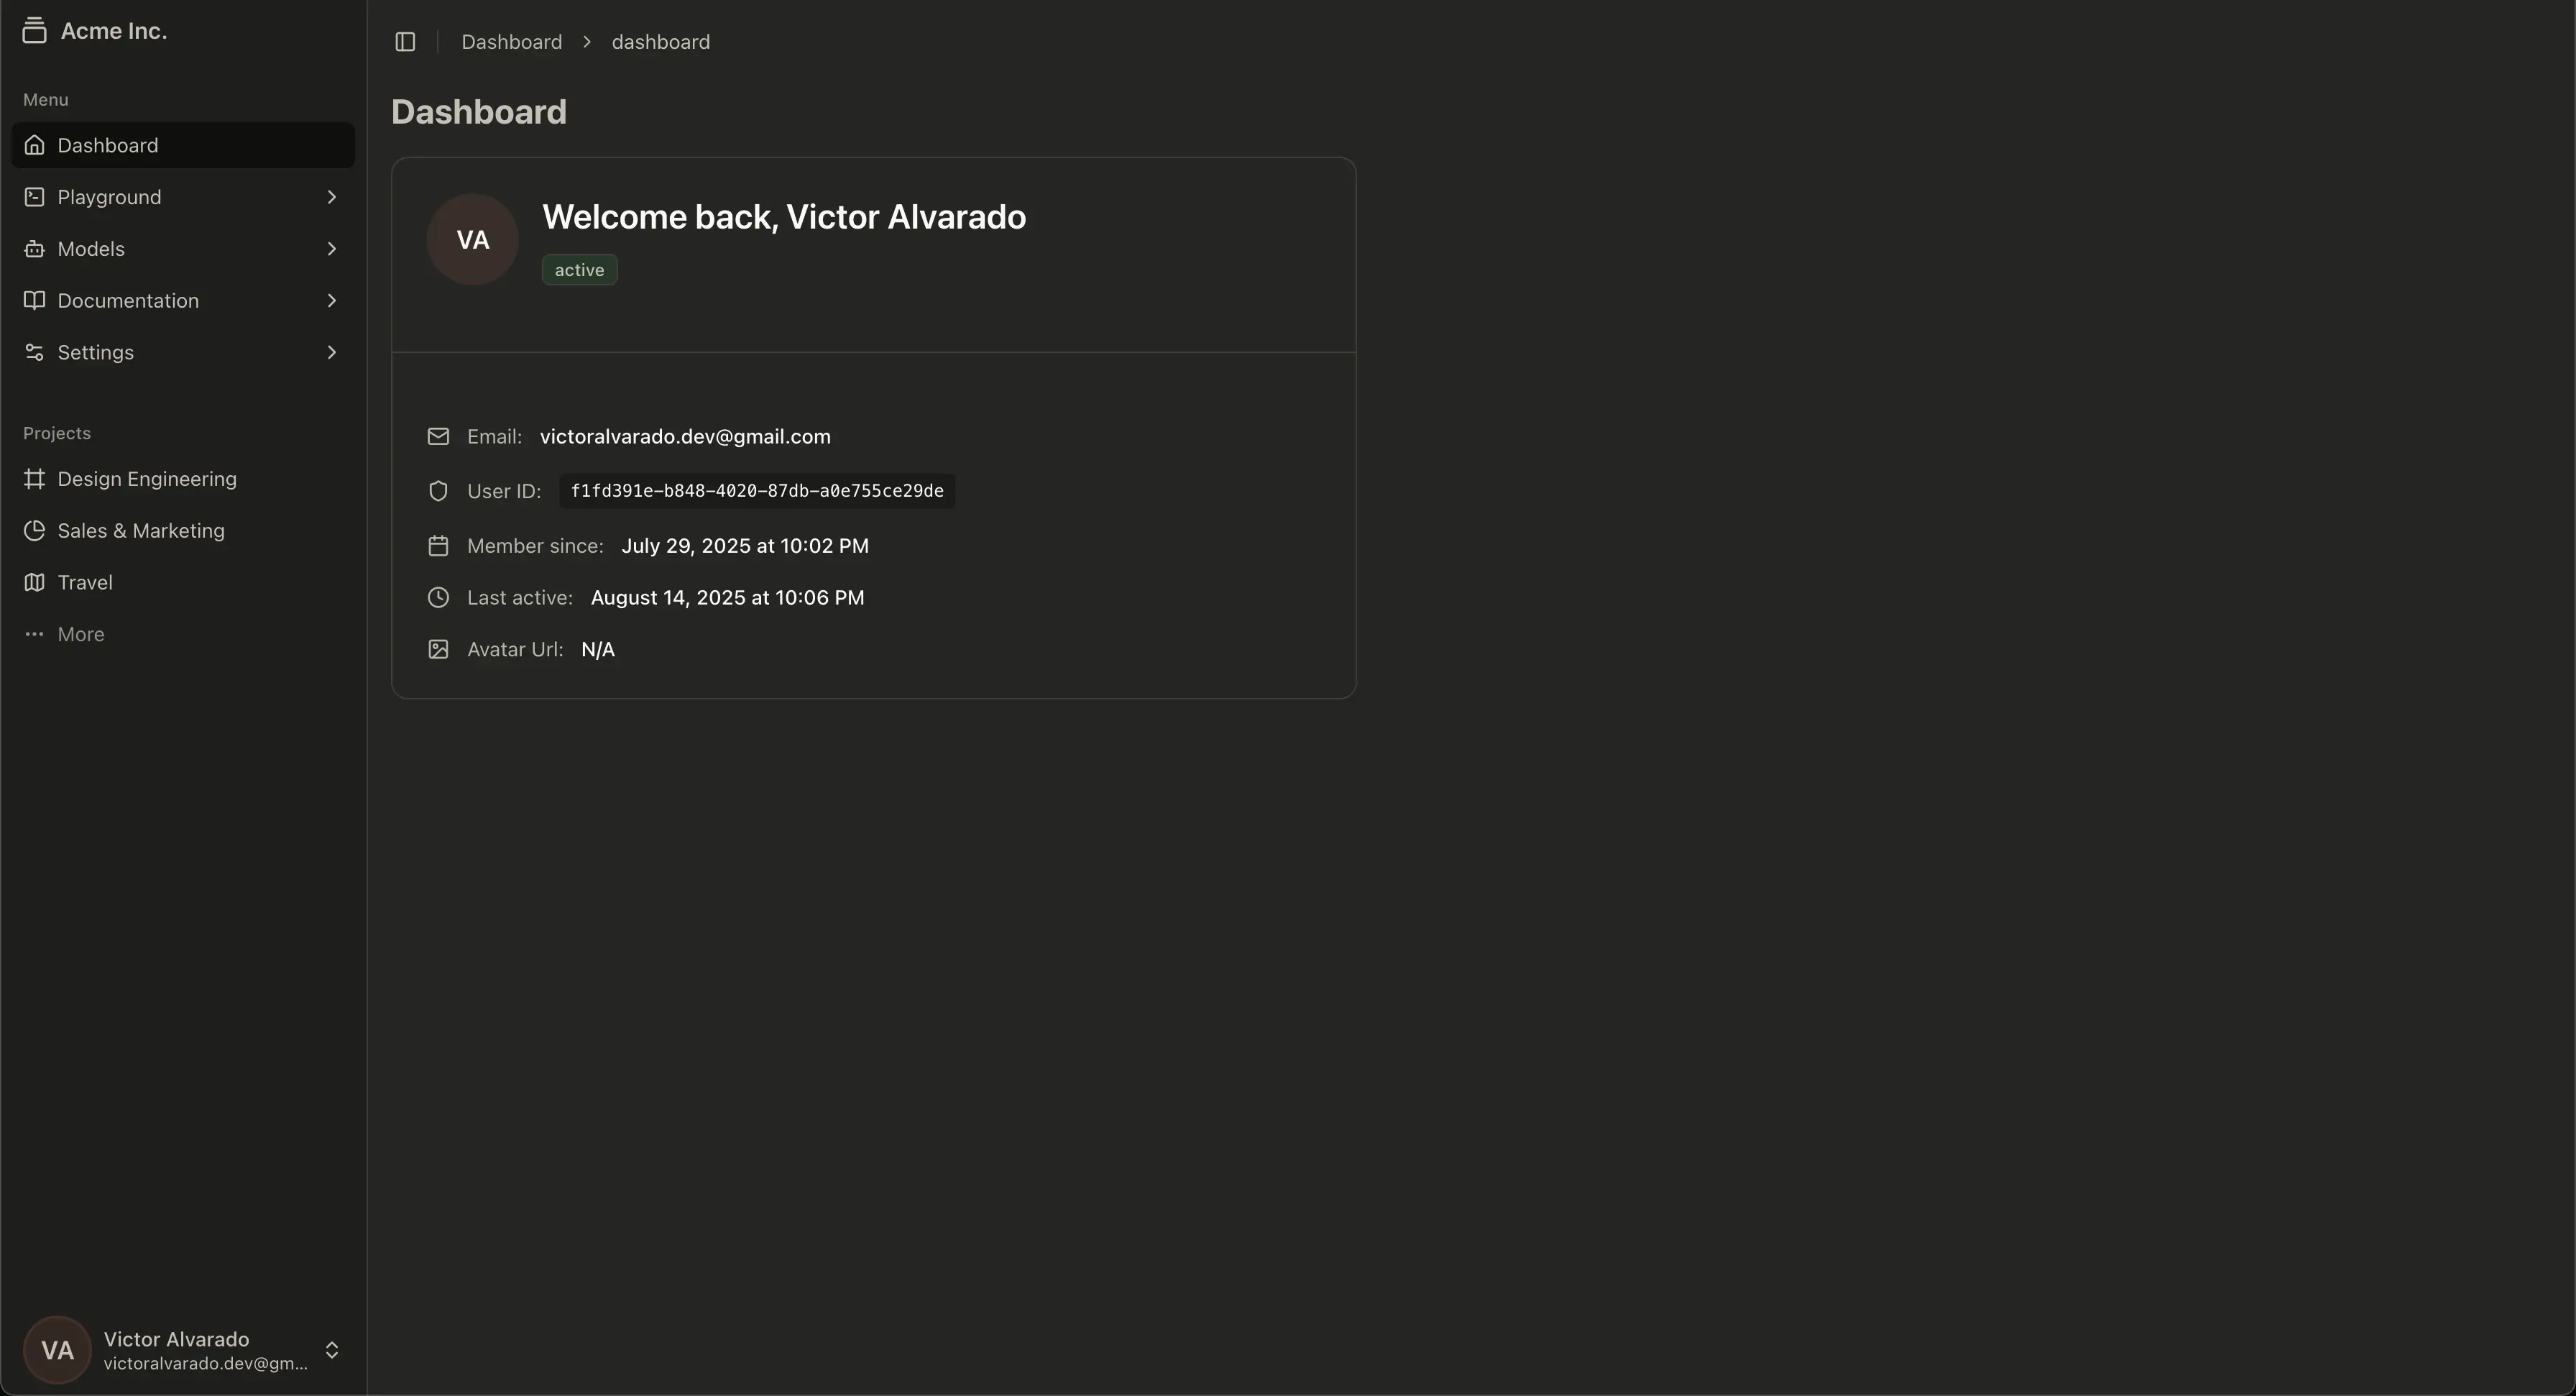 Acme Inc.
Menu
Dashboard
Playground
Models
Documentation
Settings
Projects
Design Engineering
Sales & Marketing
Travel
More
Victor Alvarado
victoralvarado.dev@gm...
VA
Dashboard > dashboard
Dashboard
VA
Welcome back, Victor Alvarado
active
Email: victoralvarado.dev@gmail.com
User ID: f1fd391e-b848-4020-87db-a0e755ce29de
Member since: July 29, 2025 at 10:02 PM
Last active: August 14, 2025 at 10:06 PM
Avatar Url: N/A